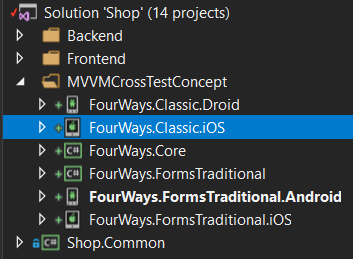 Solution 'Shop' (14 projects)
Backend
Frontend
MVVMCrossTestConcept
FourWays.Classic.Droid
FourWays.Classic.iOS
C# FourWays.Core
C# FourWays.FormsTraditional
FourWays.FormsTraditional.Android
FourWays.FormsTraditional.iOS
C# Shop.Common